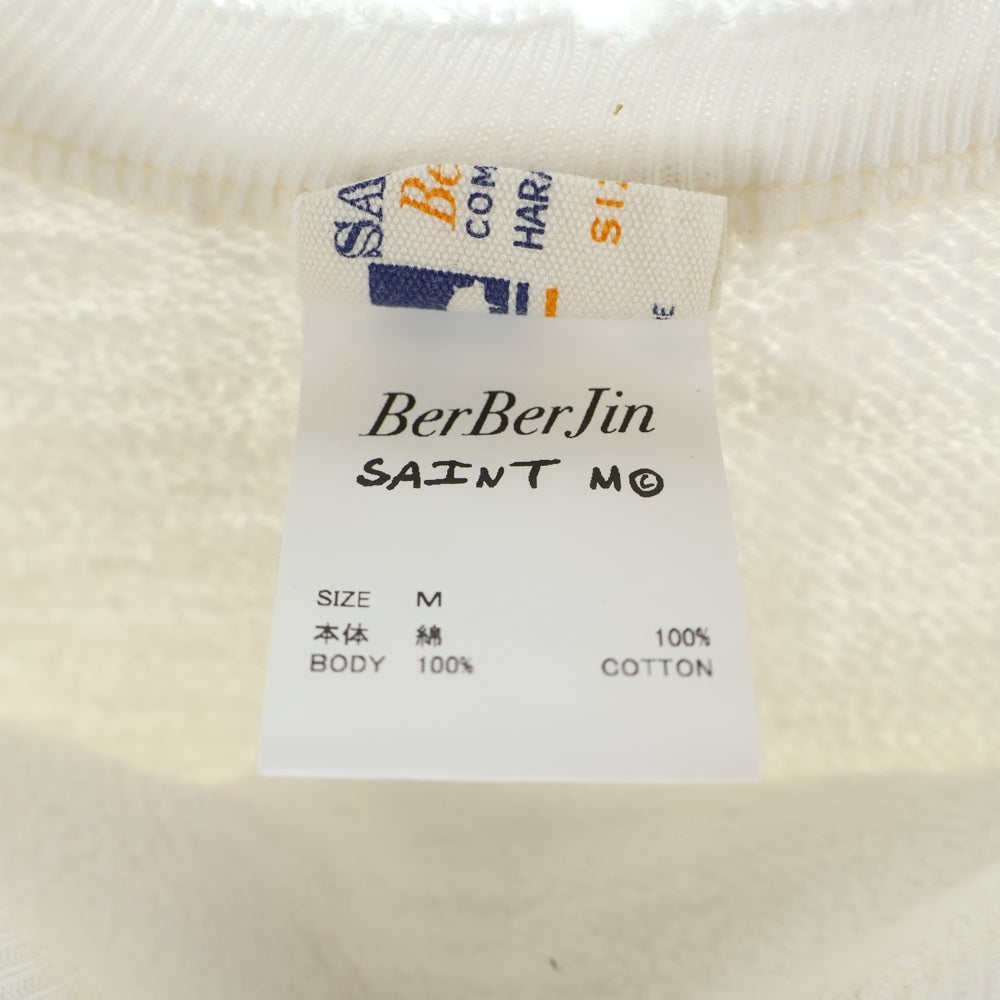 BerBerJin
SAINT M©
SIZE M
本体 綿 100%
BODY 100% COTTON